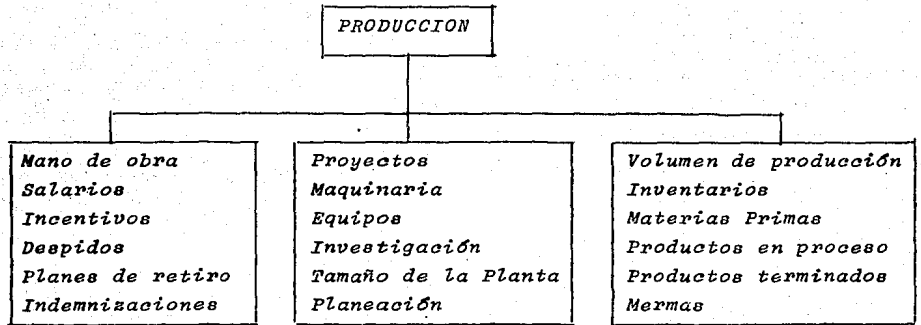 PRODUCCION
Mano de obra
Salarios
Incentivos
Despidos
Planes de retiro
Indemnizaciones
Proyectos
Maquinaria
Equipos
Investigación
Tamaño de la Planta
Planeación
Volumen de producción
Inventarios
Materias Primas
Productos en proceso
Productos terminados
Mermas